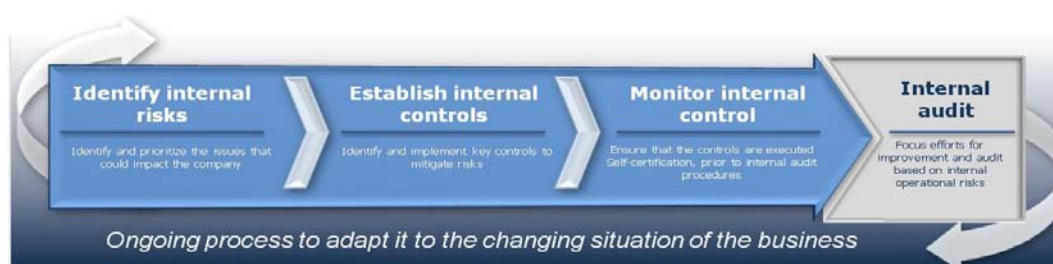 Identify internal
risks
Identify and prioritize the issues that
could impact the company
Establish internal
controls
Identify and implement key controls to
mitigate risks
Monitor internal
control
Ensure that the controls are executed
Self-certification, prior to internal audit
procedures
Internal
audit
Focus efforts for
improvement and audit
based on internal
operational risks
Ongoing process to adapt it to the changing situation of the business